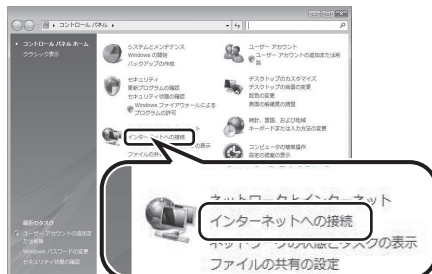 コントロール パネル
コントロール パネル ホーム
クラシック表示
システムとメンテナンス
Windows の開始
バックアップの作成
セキュリティ
更新プログラムの確認
セキュリティ状態の確認
Windows ファイアウォールによる
プログラムの許可
インターネットへの接続
の表示
ファイルの共
ユーザー アカウント
ユーザー アカウントの追加または削
除
デスクトップのカスタマイズ
デスクトップの背景の変更
配色の変更
画面の解像度の調整
時計、言語、および地域
キーボードまたは入力方法の変更
コンピュータの簡単操作
設定の提案の表示
最近のタスク
ユーザー アカウントの追加ま
たは削除
Windows パスワードの変更
セキュリティ状態の確認
ネットワークとインターネット
インターネットへの接続
ネットワークの状態とタスクの表示
ファイルの共有の設定